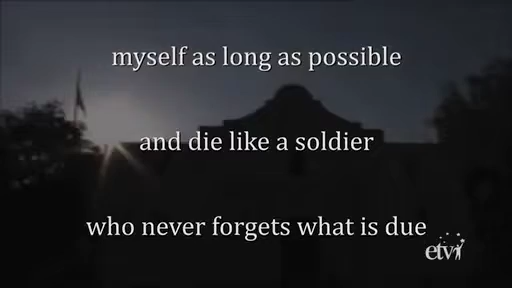 myself as long as possible
and die like a soldier
who never forgets what is due
etv